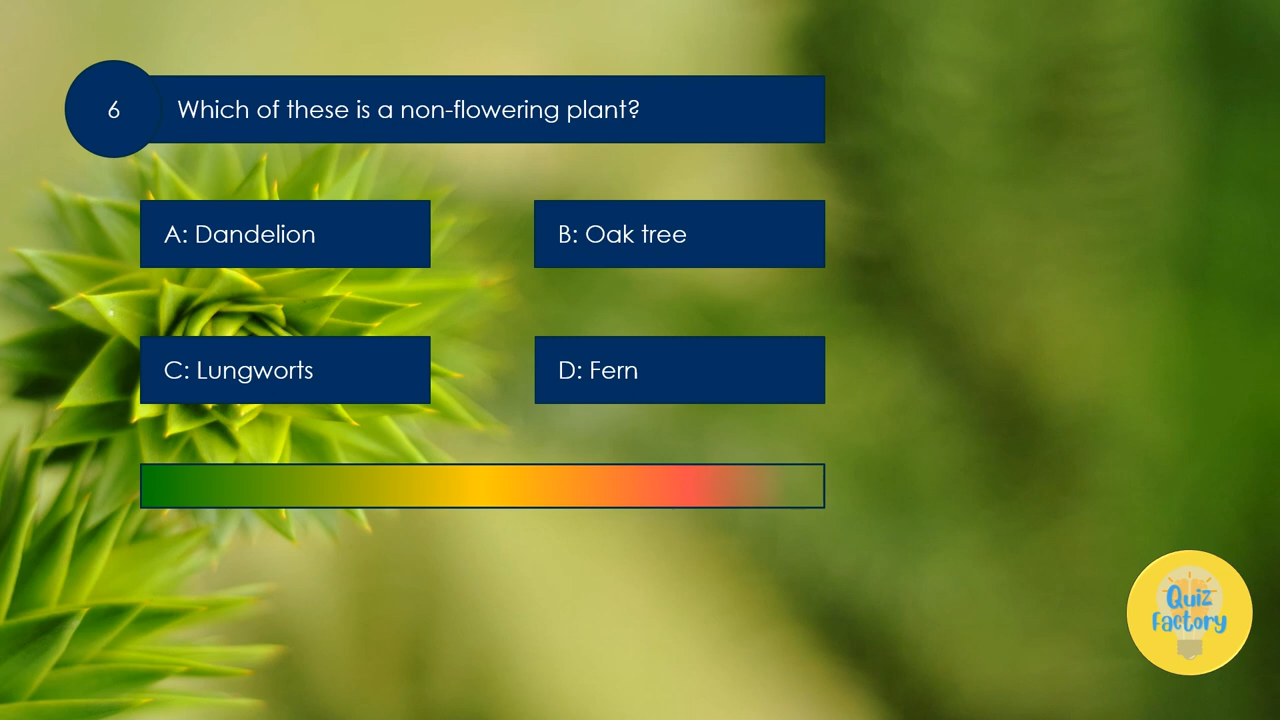 6
Which of these is a non-flowering plant?
A: Dandelion
B: Oak tree
C: Lungworts
D: Fern
Quiz
Factory